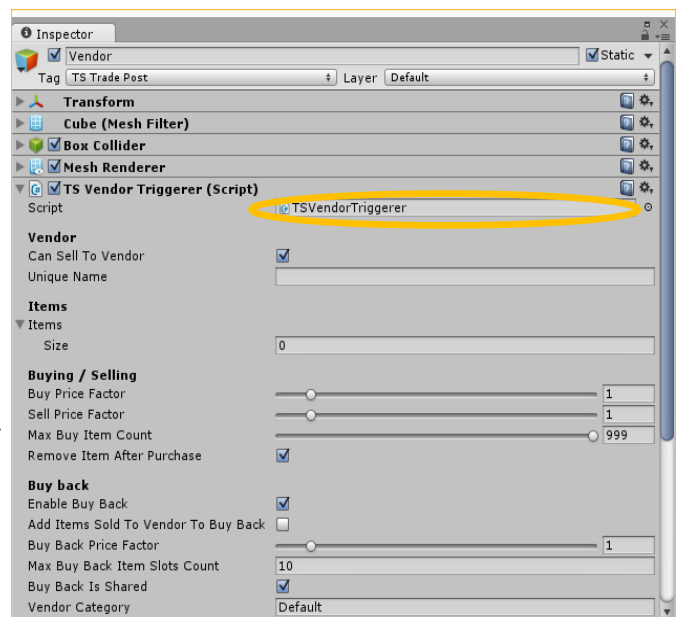 Inspector
Vendor Static
Tag TS Trade Post Layer Default
Transform
Cube (Mesh Filter)
Box Collider
Mesh Renderer
TS Vendor Triggerer (Script)
Script TSVendorTriggerer
Vendor
Can Sell To Vendor
Unique Name
Items
Items
Size 0
Buying / Selling
Buy Price Factor 1
Sell Price Factor 1
Max Buy Item Count 999
Remove Item After Purchase
Buy back
Enable Buy Back
Add Items Sold To Vendor To Buy Back
Buy Back Price Factor 1
Max Buy Back Item Slots Count 10
Buy Back Is Shared
Vendor Category Default